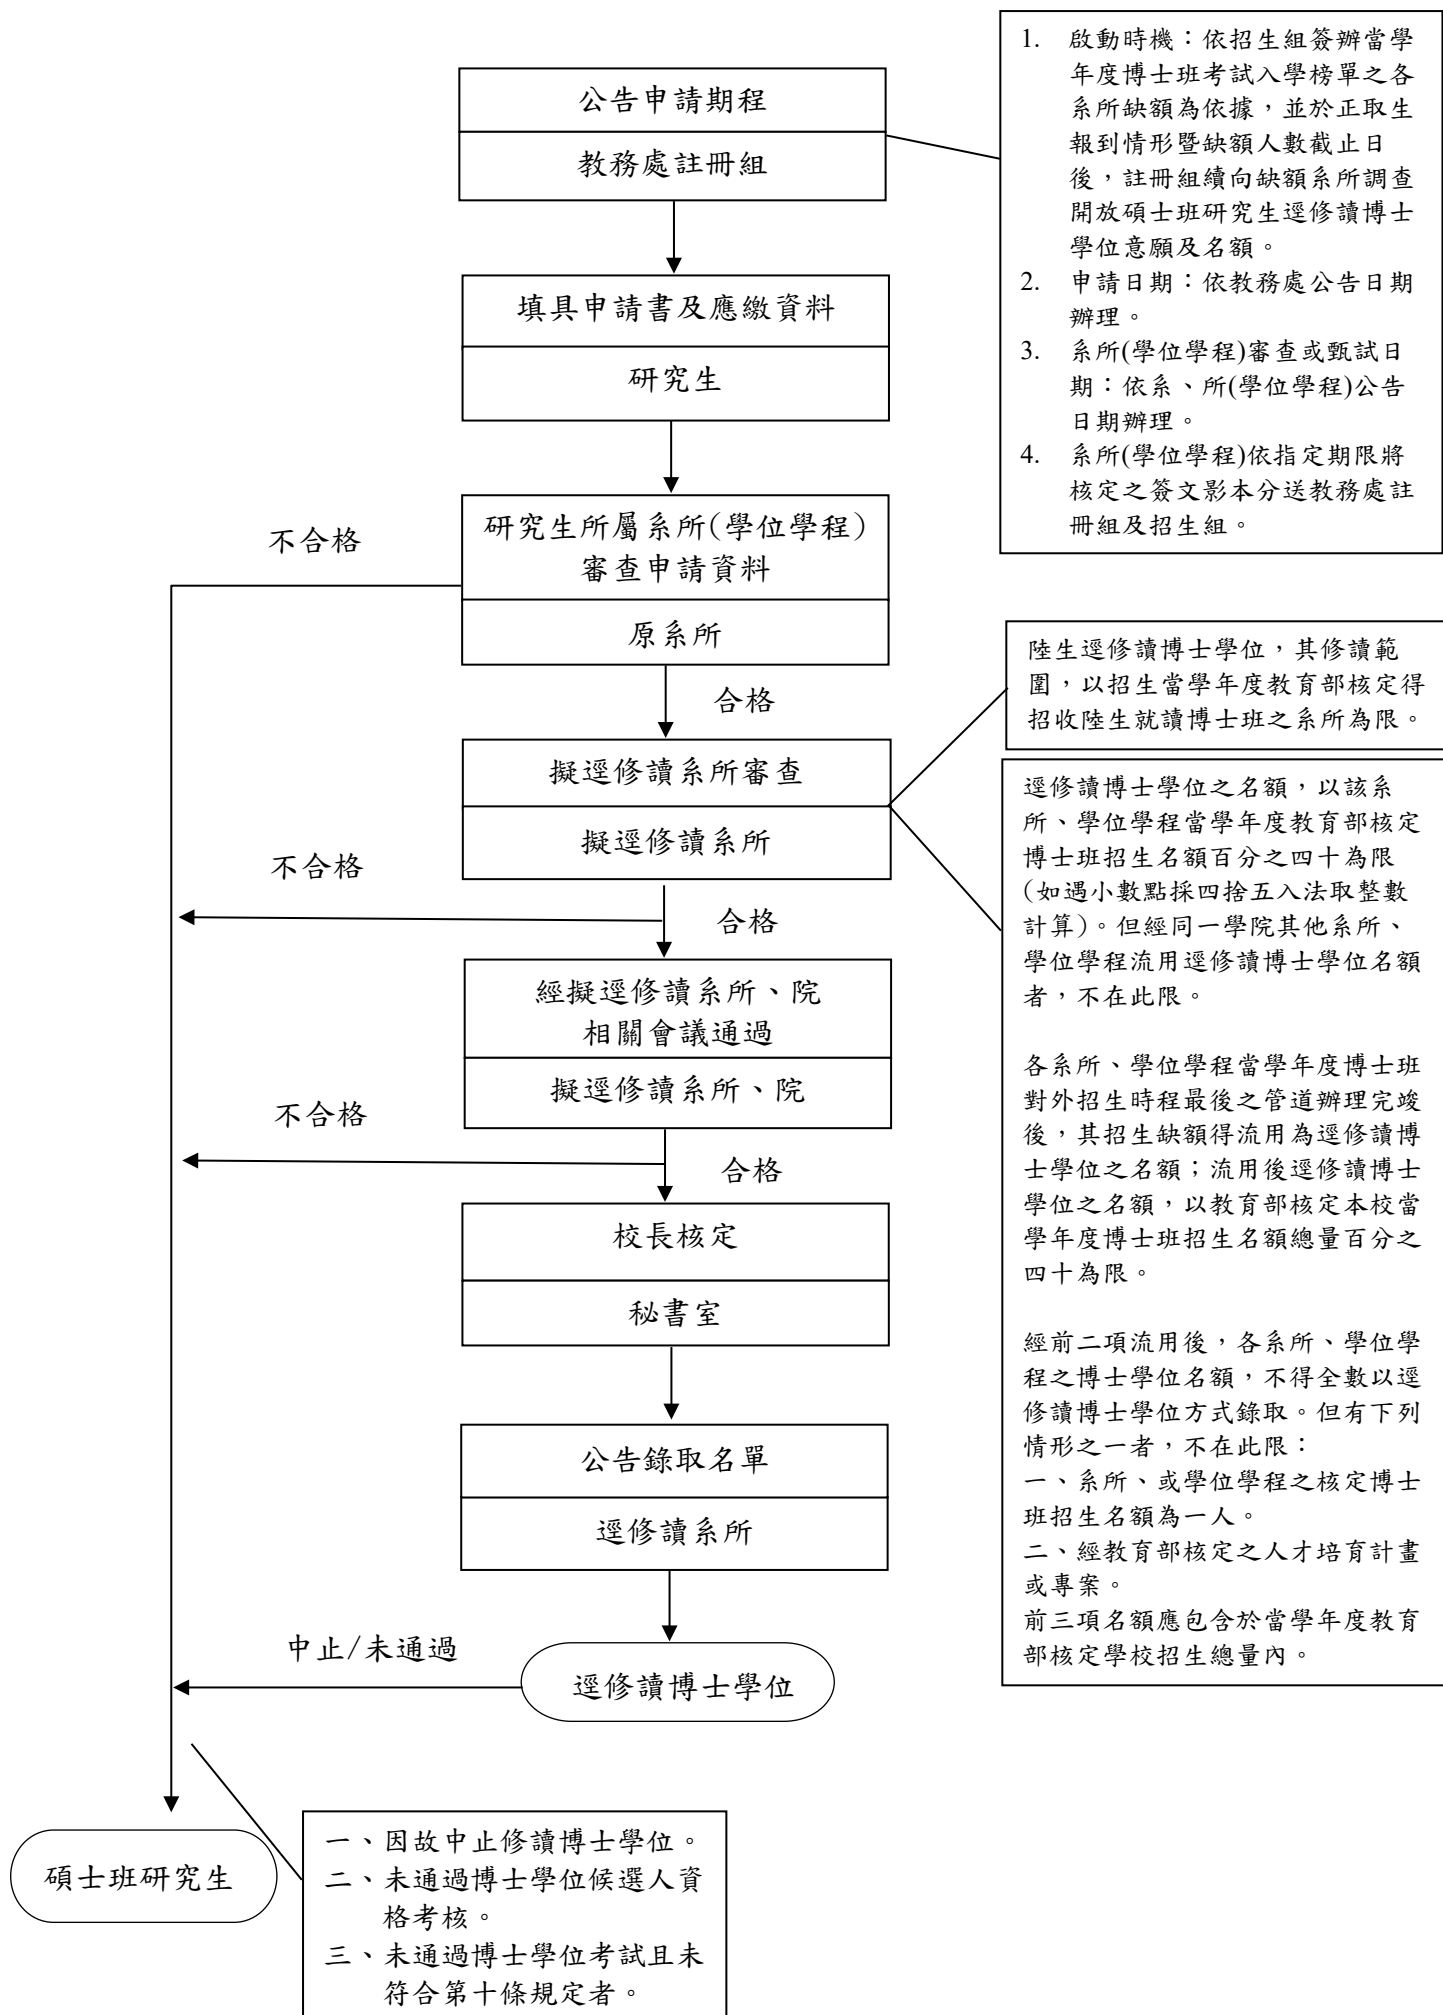 公告申請期程
教務處註冊組
1. 啟動時機：依招生組簽辦當學
年度博士班考試入學榜單之各
系所缺額為依據，並於正取生
報到情形暨缺額人數截止日
後，註冊組續向缺額系所調查
開放碩士班研究生逕修讀博士
學位意願及名額。
2. 申請日期：依教務處公告日期
辦理。
3. 系所(學位學程)審查或甄試日
期：依系、所(學位學程)公告
日期辦理。
4. 系所(學位學程)依指定期限將
核定之簽文影本分送教務處註
冊組及招生組。
填具申請書及應繳資料
研究生
研究生所屬系所(學位學程)
審查申請資料
原系所
不合格
合格
擬逕修讀系所審查
擬逕修讀系所
陸生逕修讀博士學位，其修讀範
圍，以招生當學年度教育部核定得
招收陸生就讀博士班之系所為限。
逕修讀博士學位之名額，以該系
所、學位學程當學年度教育部核定
博士班招生名額百分之四十為限
(如遇小數點採四捨五入法取整數
計算)。但經同一學院其他系所、
學位學程流用逕修讀博士學位名額
者，不在此限。
各系所、學位學程當學年度博士班
對外招生時程最後之管道辦理完竣
後，其招生缺額得流用為逕修讀博
士學位之名額；流用後逕修讀博士
學位之名額，以教育部核定本校當
學年度博士班招生名額總量百分之
四十為限。
經前二項流用後，各系所、學位學
程之博士學位名額，不得全數以逕
修讀博士學位方式錄取。但有下列
情形之一者，不在此限：
一、系所、或學位學程之核定博士
班招生名額為一人。
二、經教育部核定之人才培育計畫
或專案。
前三項名額應包含於當學年度教育
部核定學校招生總量內。
不合格
合格
經擬逕修讀系所、院
相關會議通過
擬逕修讀系所、院
不合格
合格
校長核定
秘書室
公告錄取名單
逕修讀系所
中止/未通過
逕修讀博士學位
碩士班研究生
一、因故中止修讀博士學位。
二、未通過博士學位候選人資
格考核。
三、未通過博士學位考試且未
符合第十條規定者。